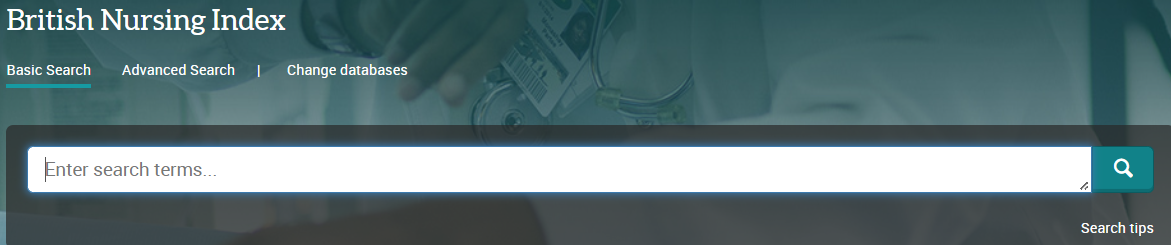 British Nursing Index
Basic Search Advanced Search | Change databases
Enter search terms...
Search tips